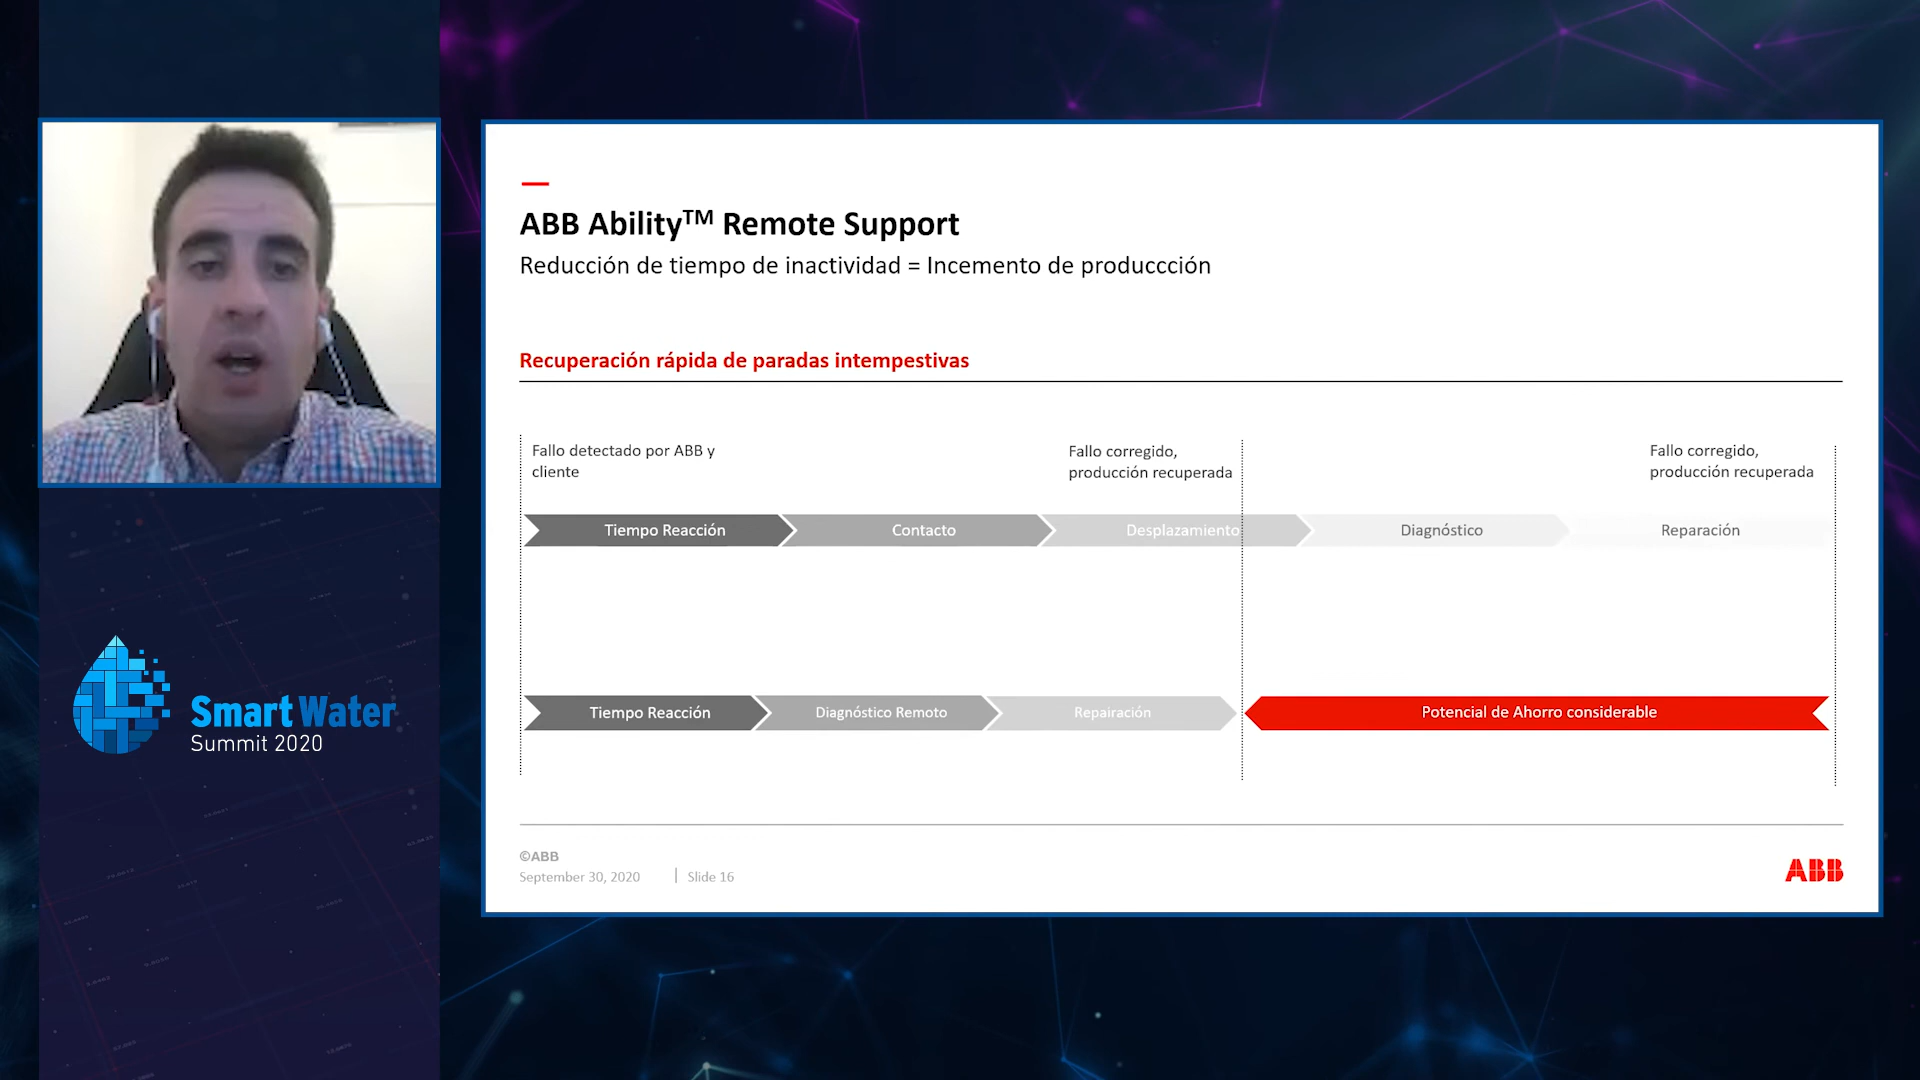 ABB Ability™ Remote Support
Reducción de tiempo de inactividad = Incremento de produccción
Recuperación rápida de paradas intempestivas
Fallo detectado por ABB y
cliente
Fallo corregido,
producción recuperada
Fallo corregido,
producción recuperada
Tiempo Reacción
Contacto
Desplazamiento
Diagnóstico
Reparación
Tiempo Reacción
Diagnóstico Remoto
Repairación
Potencial de Ahorro considerable
©ABB
September 30, 2020 | Slide 16
ABB
Smart Water
Summit 2020